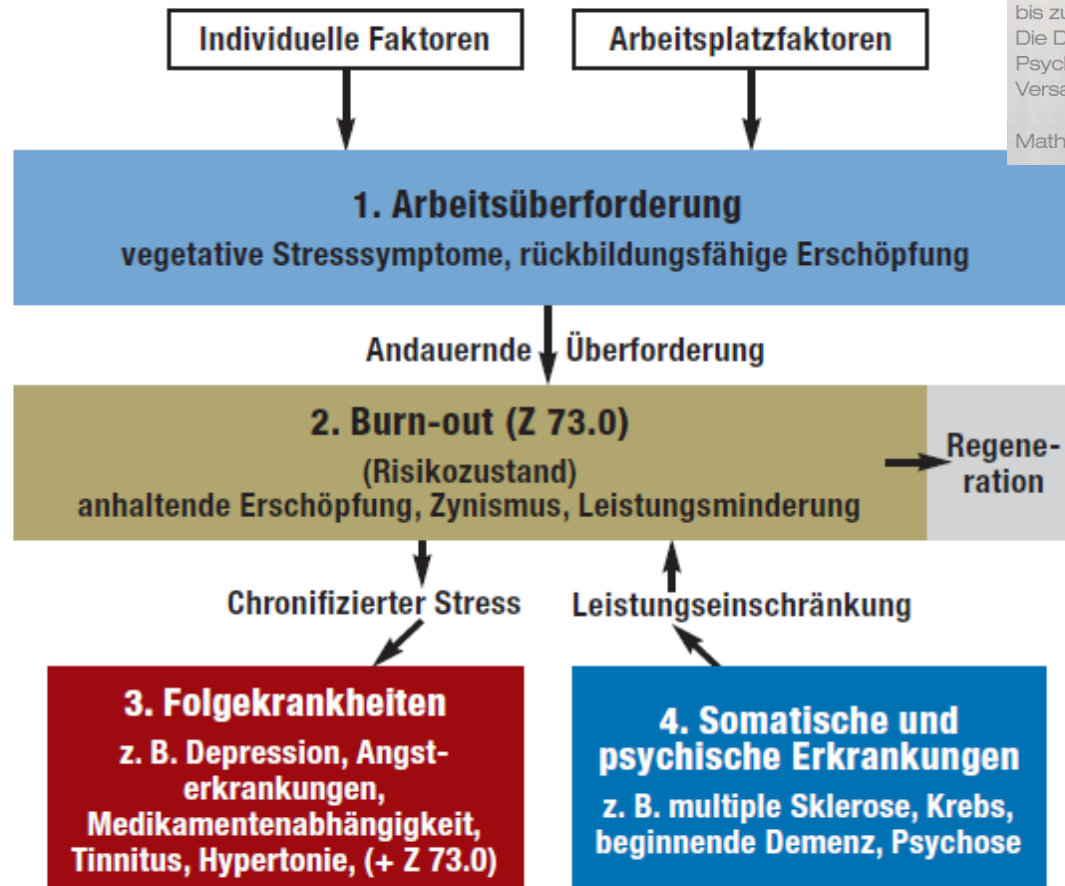 Individuelle Faktoren
Arbeitsplatzfaktoren
bis zu
Die D
Psych
Versa
Math
1. Arbeitsüberforderung
vegetative Stresssymptome, rückbildungsfähige Erschöpfung
Andauernde Überforderung
2. Burn-out (Z 73.0)
(Risikozustand)
anhaltende Erschöpfung, Zynismus, Leistungsminderung
Regene-
ration
Chronifizierter Stress
Leistungseinschränkung
3. Folgekrankheiten
z. B. Depression, Angst-
erkrankungen,
Medikamentenabhängigkeit,
Tinnitus, Hypertonie, (+ Z 73.0)
4. Somatische und
psychische Erkrankungen
z. B. multiple Sklerose, Krebs,
beginnende Demenz, Psychose